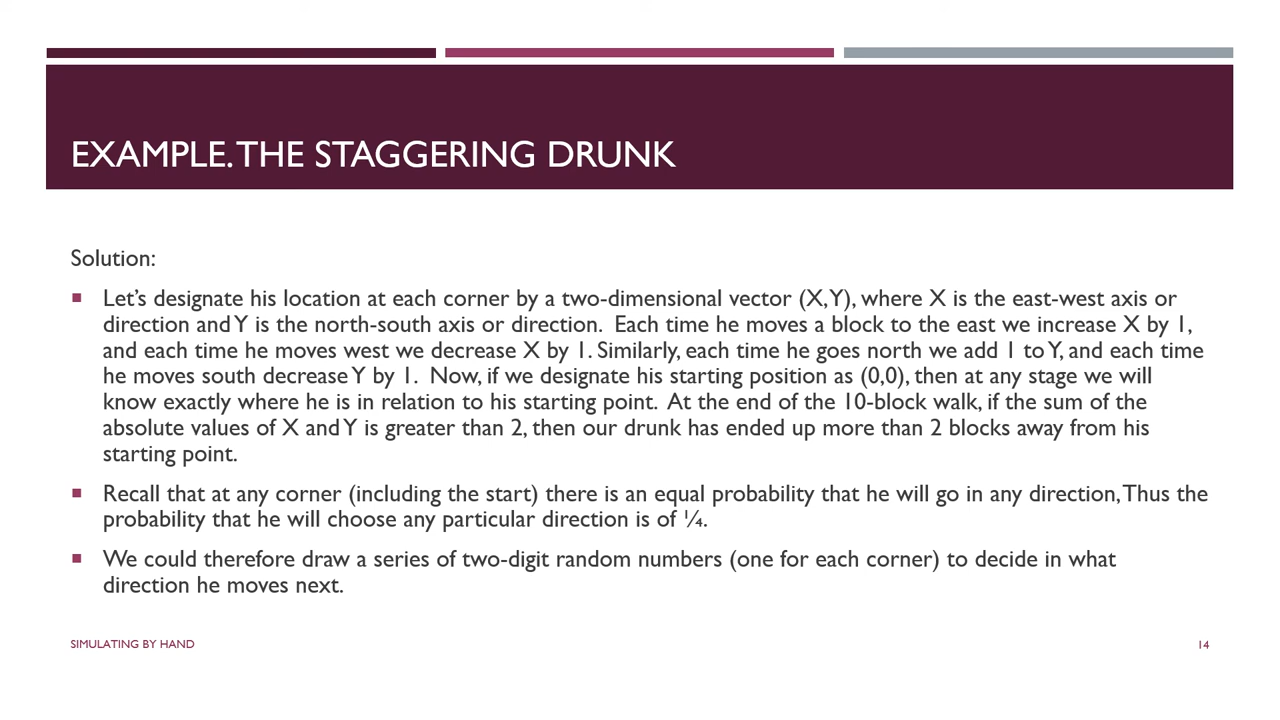 EXAMPLE. THE STAGGERING DRUNK
Solution:
Let's designate his location at each corner by a two-dimensional vector (X, Y), where X is the east-west axis or
direction and Y is the north-south axis or direction. Each time he moves a block to the east we increase X by 1,
and each time he moves west we decrease X by 1. Similarly, each time he goes north we add 1 to Y, and each time
he moves south decrease Y by 1. Now, if we designate his starting position as (0,0), then at any stage we will
know exactly where he is in relation to his starting point. At the end of the 10-block walk, if the sum of the
absolute values of X and Y is greater than 2, then our drunk has ended up more than 2 blocks away from his
starting point.
Recall that at any corner (including the start) there is an equal probability that he will go in any direction, Thus the
probability that he will choose any particular direction is of ¼.
We could therefore draw a series of two-digit random numbers (one for each corner) to decide in what
direction he moves next.
SIMULATING BY HAND
14